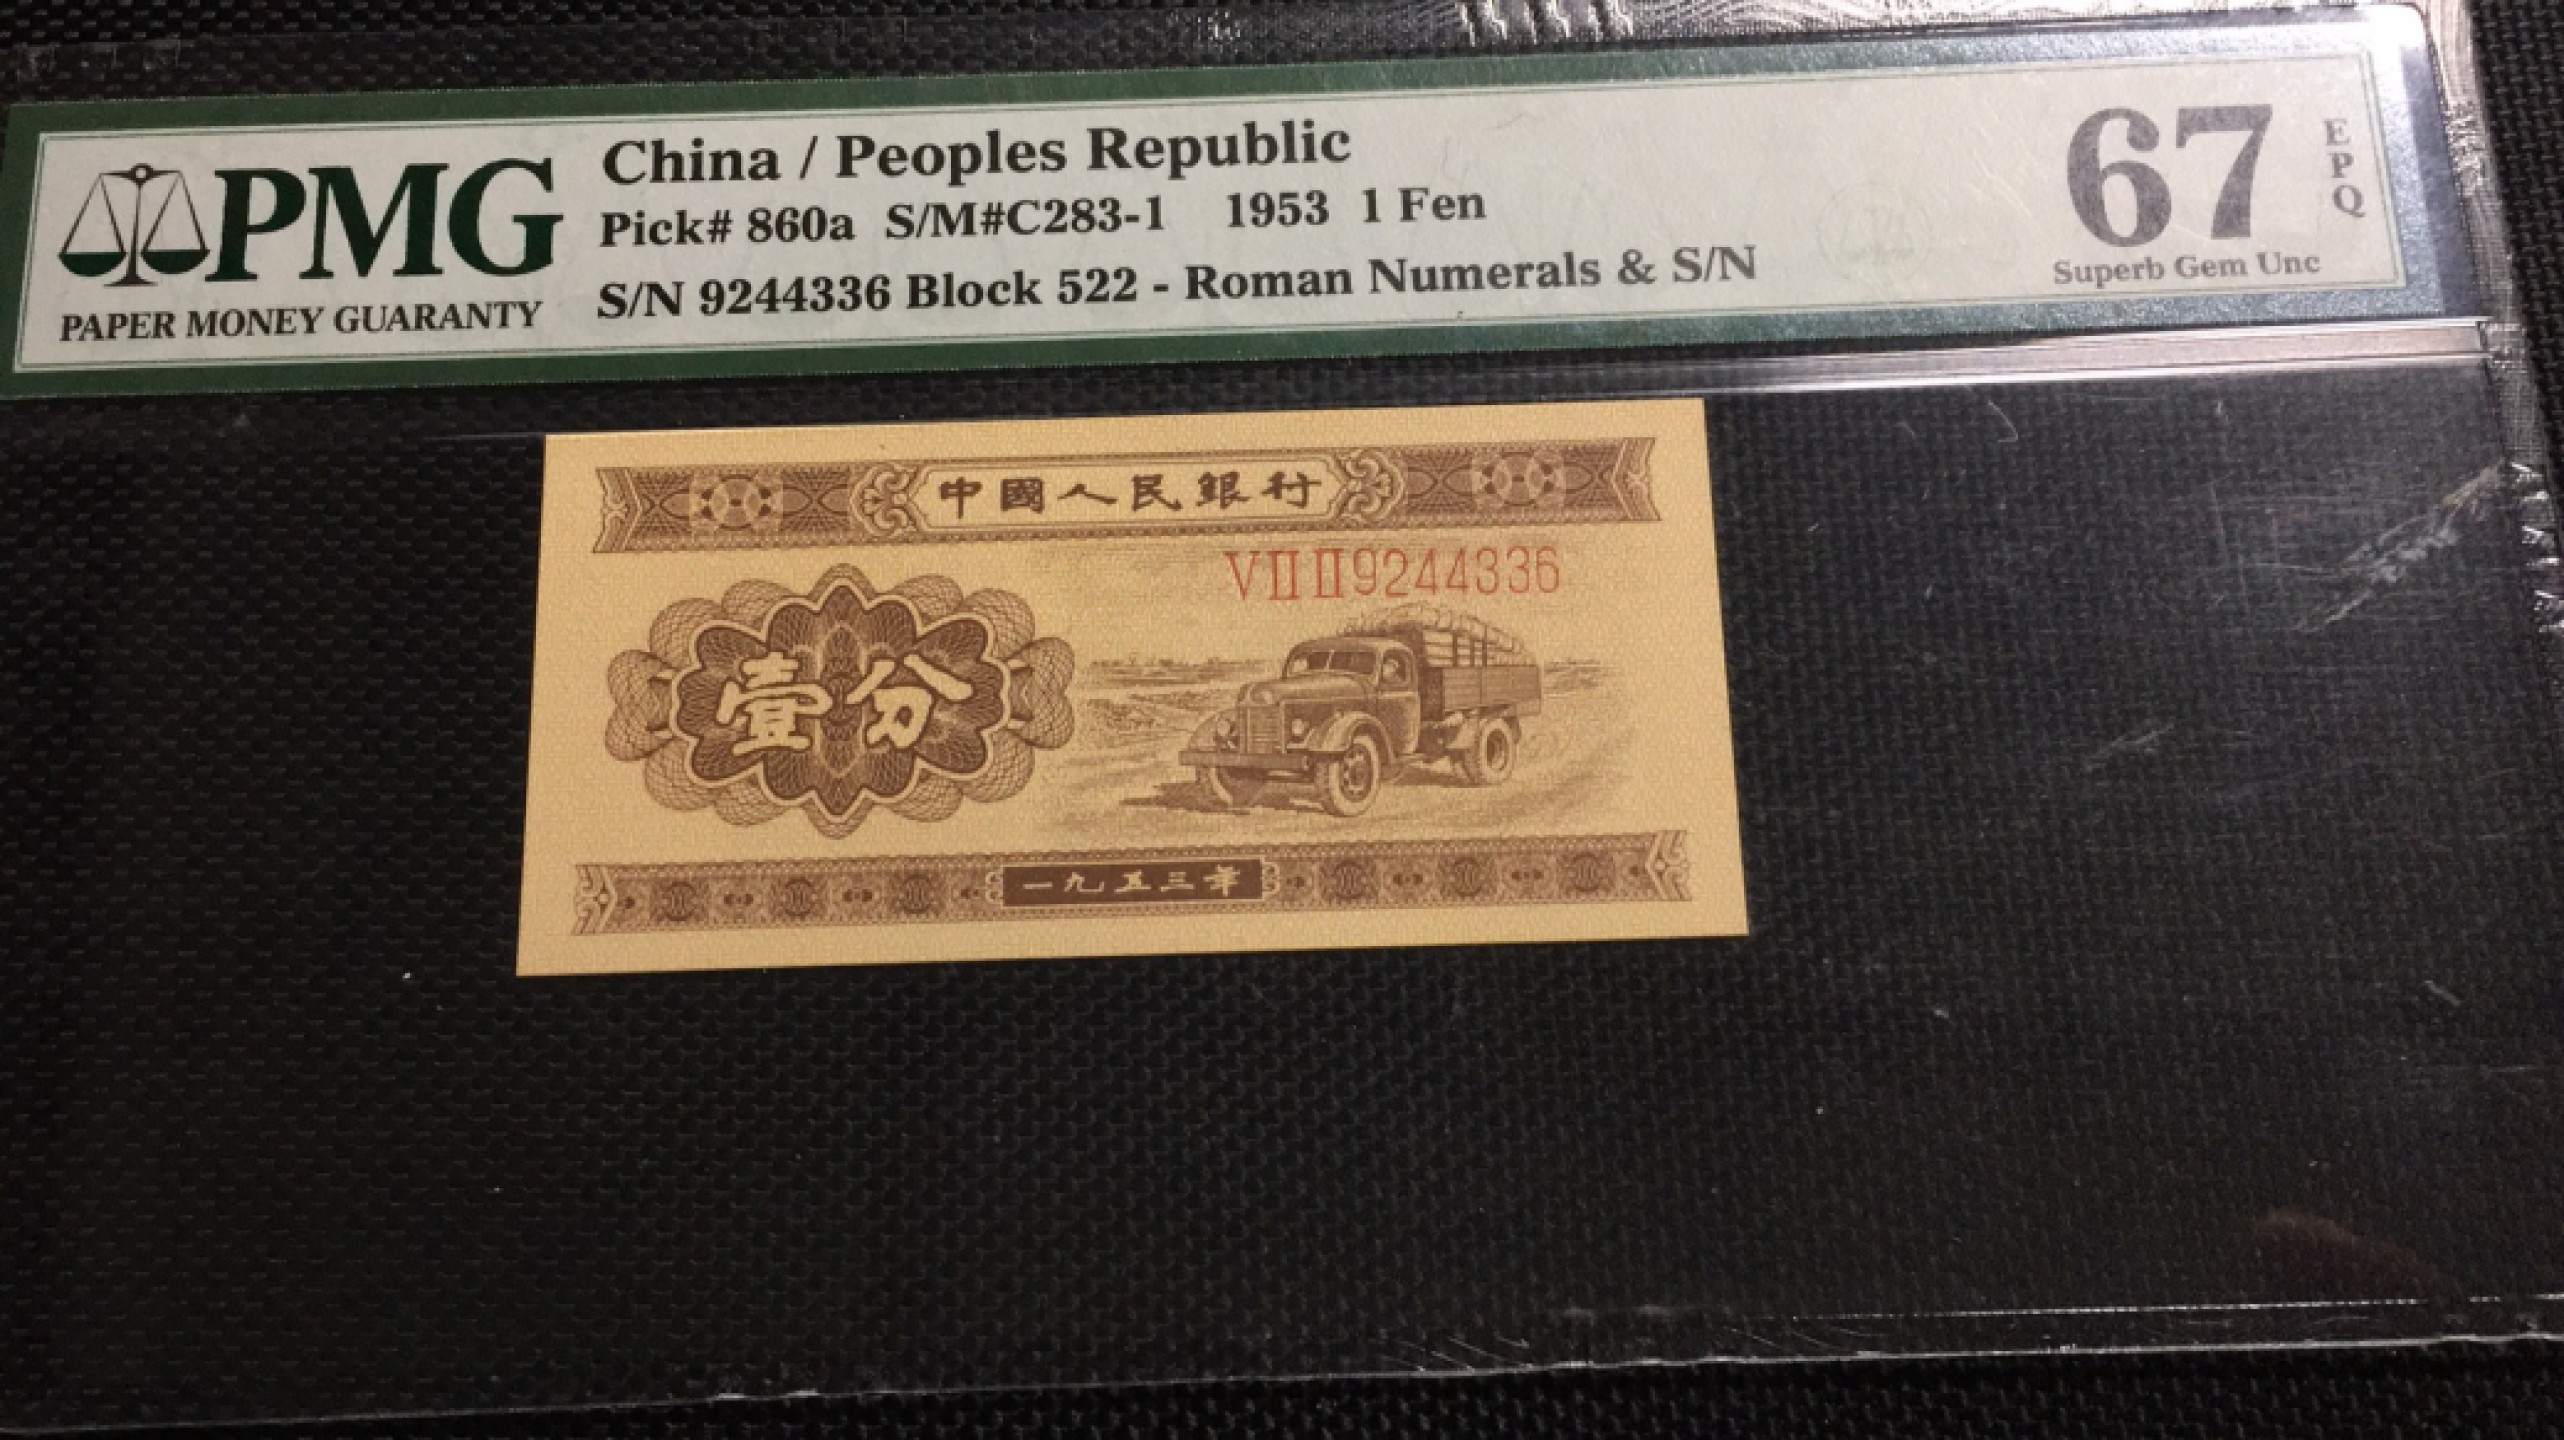 PMG
PAPER MONEY GUARANTY
China / Peoples Republic
Pick# 860a S/M#C283-1 1953 1 Fen
S/N 9244336 Block 522 - Roman Numerals & S/N
67
EPQ
Superb Gem Unc
中國人民銀行
V II II 9244336
壹分
一九五三年